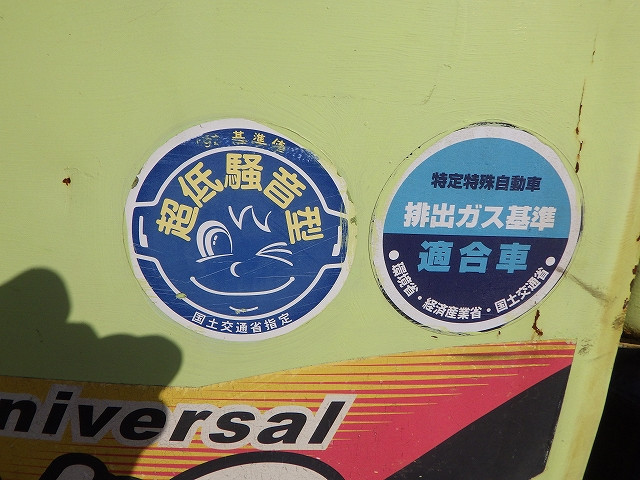 基準値
超低騒音型
国土交通省指定
特定特殊自動車
排出ガス基準
適合車
・環境省・経済産業省・国土交通省・
niversal